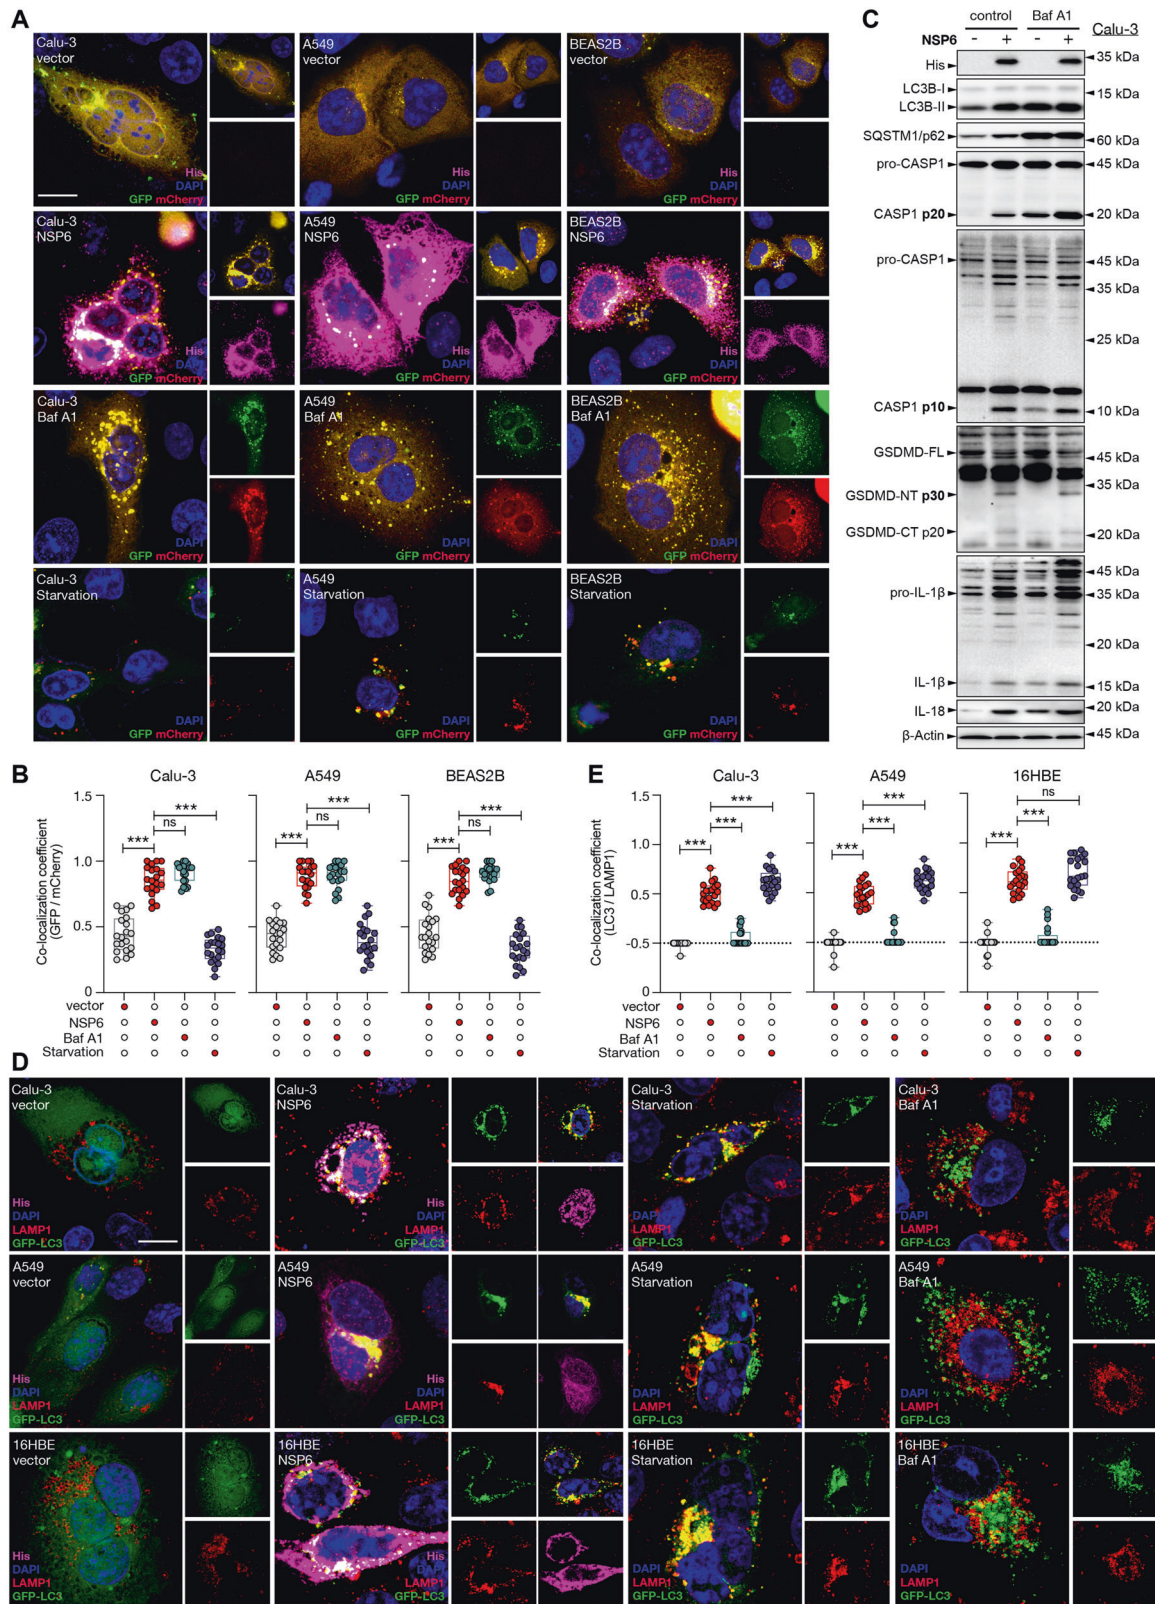 A
Calu-3
vector
His
DAPI
GFP mCherry
A549
vector
His
DAPI
GFP mCherry
BEAS2B
vector
His
DAPI
GFP mCherry
Calu-3
NSP6
His
DAPI
GFP mCherry
A549
NSP6
His
DAPI
GFP mCherry
BEAS2B
NSP6
His
DAPI
GFP mCherry
Calu-3
Baf A1
DAPI
GFP mCherry
A549
Baf A1
DAPI
GFP mCherry
BEAS2B
Baf A1
DAPI
GFP mCherry
Calu-3
Starvation
DAPI
GFP mCherry
A549
Starvation
DAPI
GFP mCherry
BEAS2B
Starvation
DAPI
GFP mCherry
C
control Baf A1 Calu-3
NSP6 - + - +
His 35 kDa
LC3B-I 15 kDa
LC3B-II
SQSTM1/p62 60 kDa
pro-CASP1 45 kDa
CASP1 p20 20 kDa
pro-CASP1 45 kDa
35 kDa
25 kDa
CASP1 p10 10 kDa
GSDMD-FL 45 kDa
GSDMD-NT p30 35 kDa
GSDMD-CT p20 20 kDa
45 kDa
pro-IL-1β 35 kDa
20 kDa
IL-1β 15 kDa
IL-18 20 kDa
β-Actin 45 kDa
B
Calu-3 A549 BEAS2B
Co-localization coefficient
(GFP / mCherry)
1.5
1.0
0.5
0
*** ns ***
*** ns ***
*** ns ***
vector
NSP6
Baf A1
Starvation
E
Calu-3 A549 16HBE
Co-localization coefficient
(LC3 / LAMP1)
1.5
1.0
0.5
-0.5
1
*** *** ***
*** *** ***
*** *** ns
vector
NSP6
Baf A1
Starvation
D
Calu-3
vector
His
DAPI
LAMP1
GFP-LC3
Calu-3
NSP6
His
DAPI
LAMP1
GFP-LC3
Calu-3
Starvation
DAPI
LAMP1
GFP-LC3
Calu-3
Baf A1
DAPI
LAMP1
GFP-LC3
A549
vector
His
DAPI
LAMP1
GFP-LC3
A549
NSP6
His
DAPI
LAMP1
GFP-LC3
A549
Starvation
DAPI
LAMP1
GFP-LC3
A549
Baf A1
DAPI
LAMP1
GFP-LC3
16HBE
vector
His
DAPI
LAMP1
GFP-LC3
16HBE
NSP6
His
DAPI
LAMP1
GFP-LC3
16HBE
Starvation
DAPI
LAMP1
GFP-LC3
16HBE
Baf A1
DAPI
LAMP1
GFP-LC3